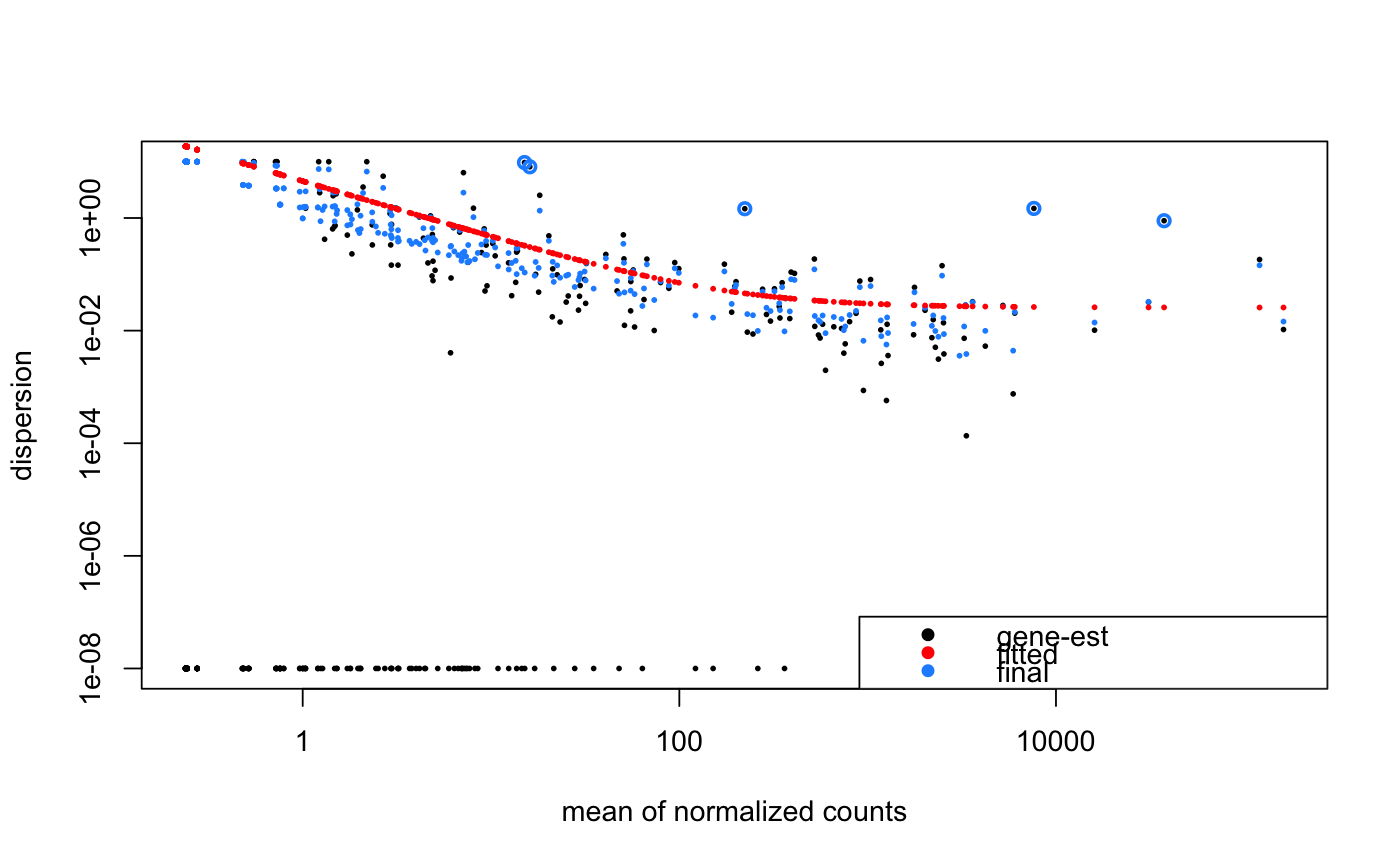 dispersion
1e+00
1e-02
1e-04
1e-06
1e-08
gene-est
fitted
final
1
100
10000
mean of normalized counts